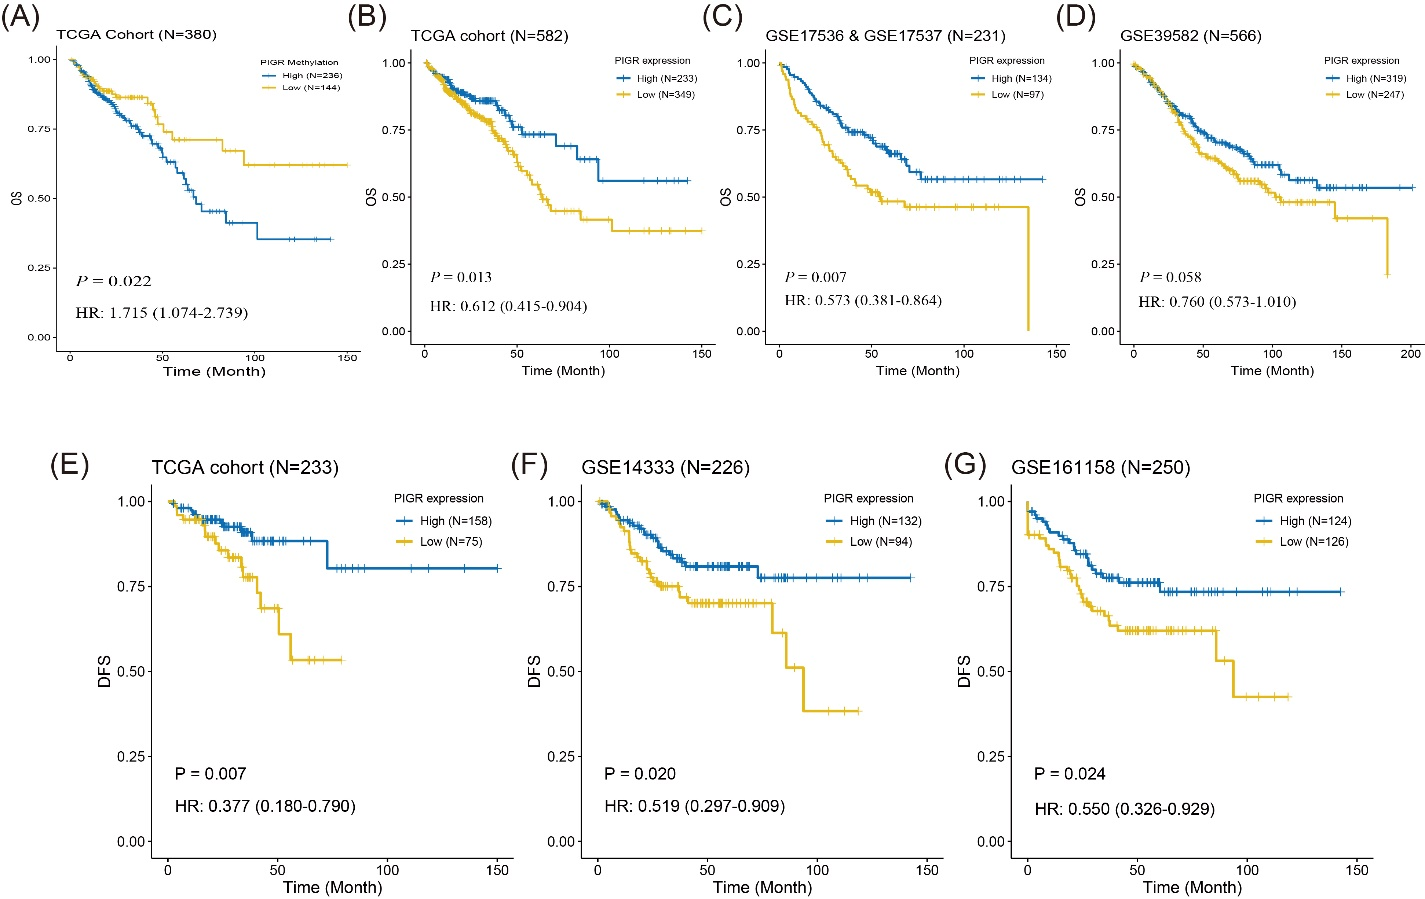 (A)
TCGA Cohort (N=380)
PIGR Methylation
High (N=236)
Low (N=144)
1.00
0.75
0.50
0.25
0.00
OS
P = 0.022
HR: 1.715 (1.074-2.739)
0 50 100 150
Time (Month)
(B)
TCGA cohort (N=582)
PIGR expression
High (N=233)
Low (N=349)
1.00
0.75
0.50
0.25
0.00
OS
P = 0.013
HR: 0.612 (0.415-0.904)
0 50 100 150
Time (Month)
(C)
GSE17536 & GSE17537 (N=231)
PIGR expression
High (N=134)
Low (N=97)
1.00
0.75
0.50
0.25
0.00
OS
P = 0.007
HR: 0.573 (0.381-0.864)
0 50 100 150
Time (Month)
(D)
GSE39582 (N=566)
PIGR expression
High (N=319)
Low (N=247)
1.00
0.75
0.50
0.25
0.00
OS
P = 0.058
HR: 0.760 (0.573-1.010)
0 50 100 150 200
Time (Month)
(E)
TCGA cohort (N=233)
PIGR expression
High (N=158)
Low (N=75)
1.00
0.75
0.50
0.25
0.00
DFS
P = 0.007
HR: 0.377 (0.180-0.790)
0 50 100 150
Time (Month)
(F)
GSE14333 (N=226)
PIGR expression
High (N=132)
Low (N=94)
1.00
0.75
0.50
0.25
0.00
DFS
P = 0.020
HR: 0.519 (0.297-0.909)
0 50 100 150
Time (Month)
(G)
GSE161158 (N=250)
PIGR expression
High (N=124)
Low (N=126)
1.00
0.75
0.50
0.25
0.00
DFS
P = 0.024
HR: 0.550 (0.326-0.929)
0 50 100 150
Time (Month)